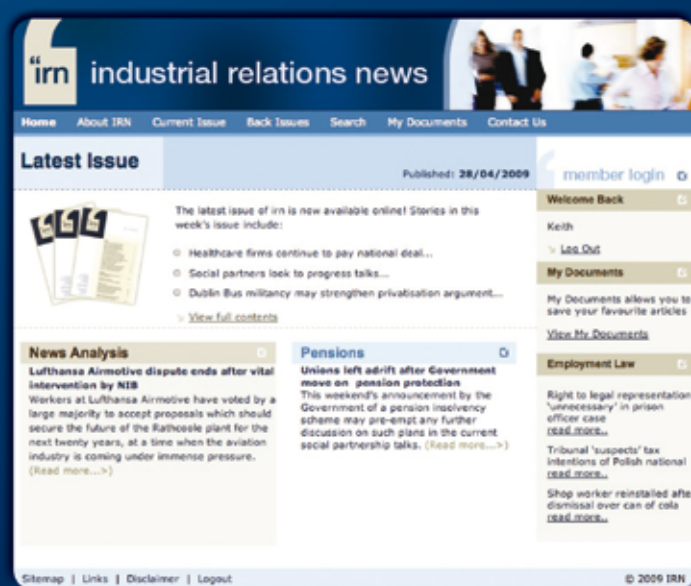 “irn industrial relations news
Home About IRN Current Issue Back Issues Search My Documents Contact Us
Latest Issue
Published: 28/04/2009
The latest issue of irn is now available online! Stories in this
week's issue include:
Healthcare firms continue to pay national deal...
Social partners look to progress talks...
Dublin Bus militancy may strengthen privatisation argument...
View full contents
News Analysis
Lufthansa Airmotive dispute ends after vital
intervention by NIB
Workers at Lufthansa Airmotive have voted by a
large majority to accept proposals which should
secure the future of the Rathcoole plant for the
next twenty years, at a time when the aviation
industry is coming under immense pressure.
(Read more...>)
Pensions
Unions left adrift after Government
move on pension protection
This weekend's announcement by the
Government of a pension insolvency
scheme may pre-empt any further
discussion on such plans in the current
social partnership talks. (Read more...>)
member login
Welcome Back
Keith
Log Out
My Documents
My Documents allows you to
save your favourite articles
View My Documents
Employment Law
Right to legal representation
'unnecessary' in prison
officer case
read more..
Tribunal 'suspects' tax
intentions of Polish national
read more..
Shop worker reinstalled afte
dismissal over can of cola
read more..
Sitemap | Links | Disclaimer | Logout
© 2009 IRN